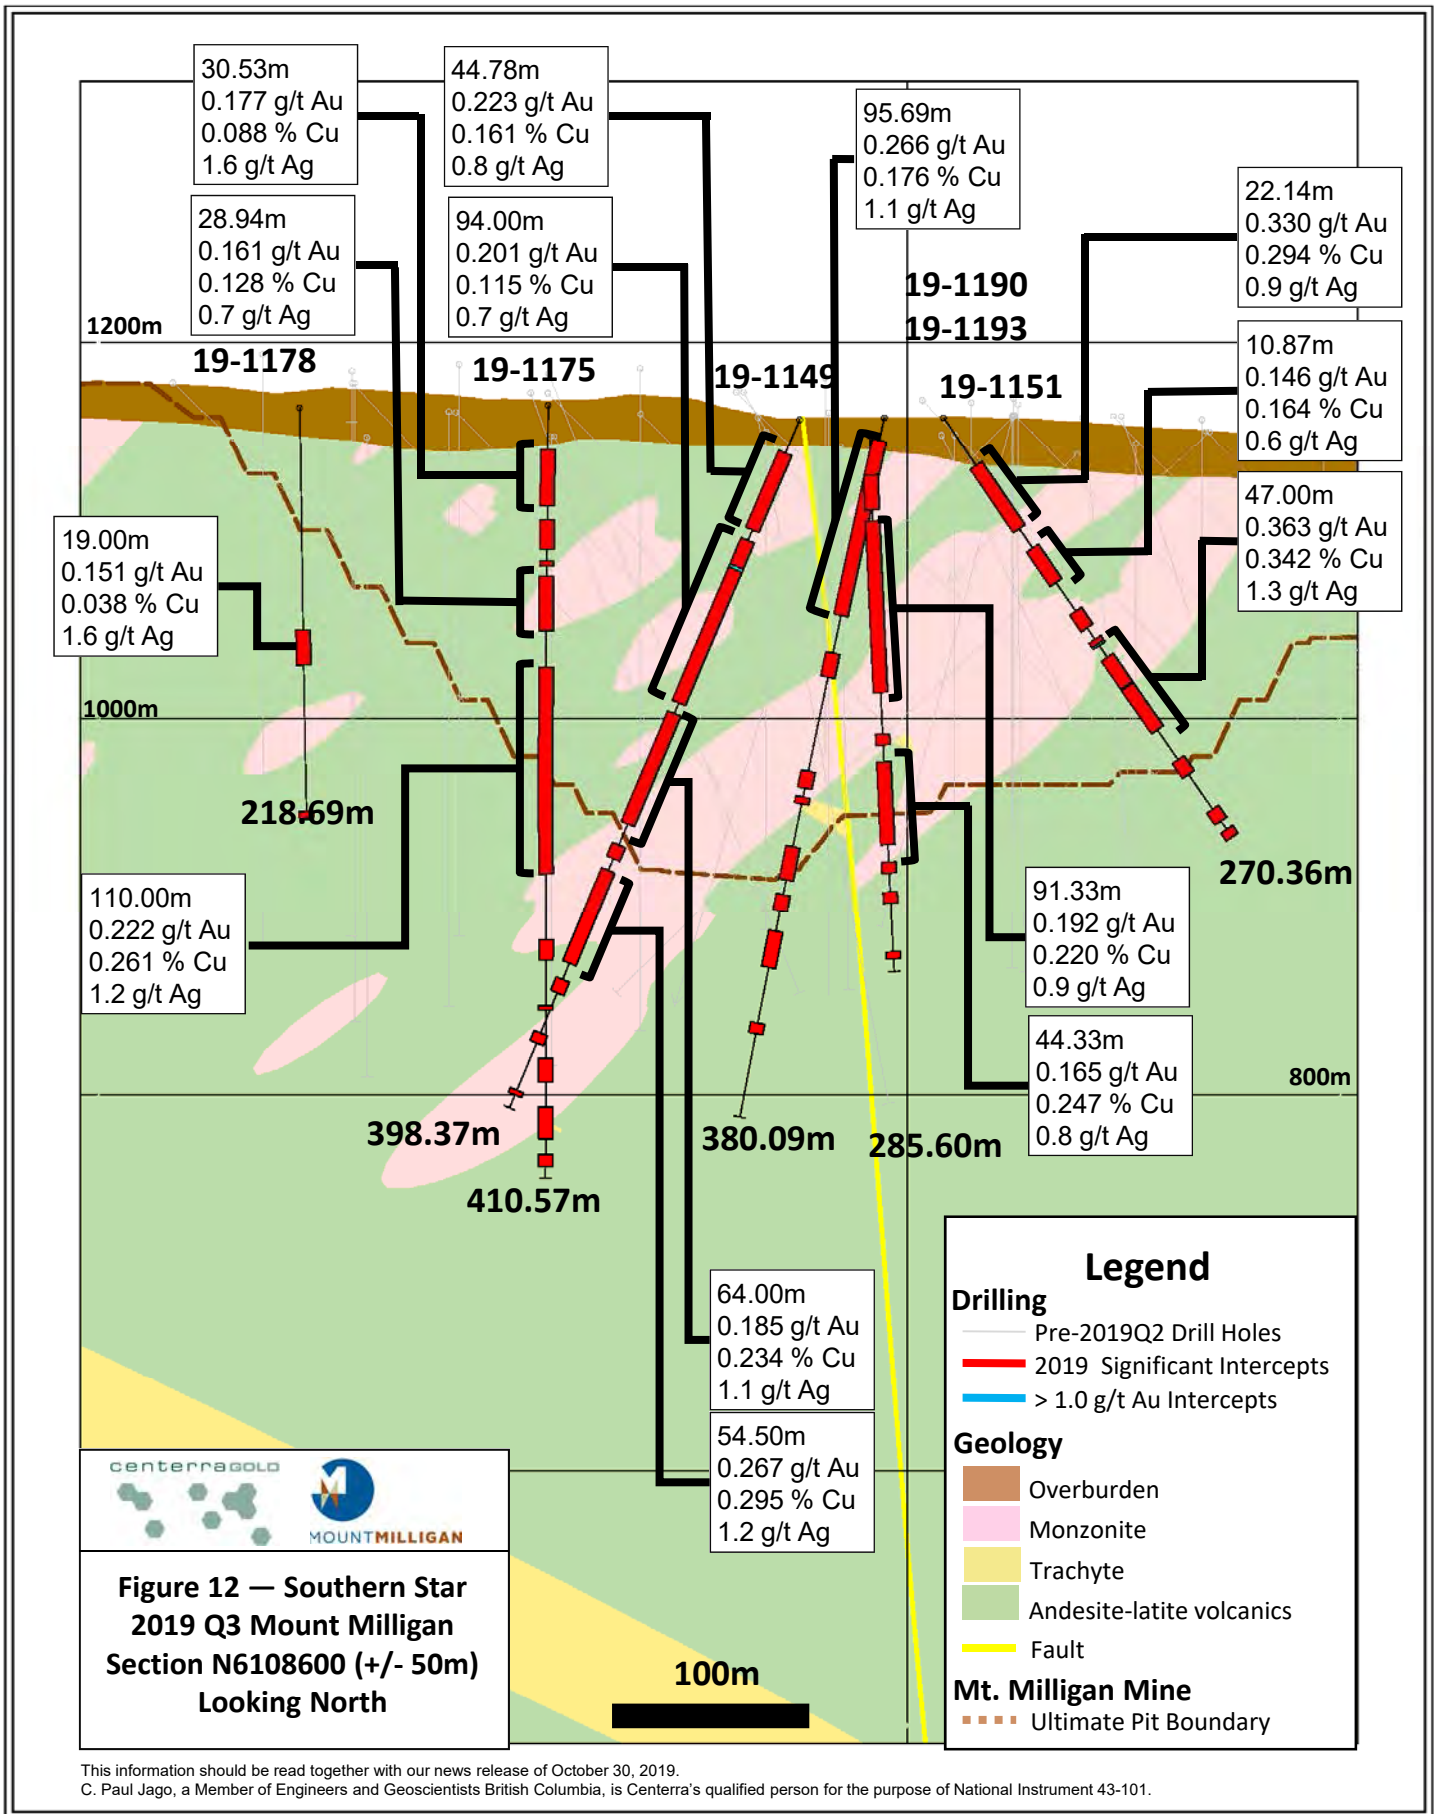 30.53m
0.177 g/t Au
0.088 % Cu
1.6 g/t Ag
44.78m
0.223 g/t Au
0.161 % Cu
0.8 g/t Ag
95.69m
0.266 g/t Au
0.176 % Cu
1.1 g/t Ag
22.14m
0.330 g/t Au
0.294 % Cu
0.9 g/t Ag
28.94m
0.161 g/t Au
0.128 % Cu
0.7 g/t Ag
94.00m
0.201 g/t Au
0.115 % Cu
0.7 g/t Ag
19-1190
19-1193
1200m
10.87m
0.146 g/t Au
0.164 % Cu
0.6 g/t Ag
19-1178
19-1175
19-1149
19-1151
47.00m
0.363 g/t Au
0.342 % Cu
1.3 g/t Ag
19.00m
0.151 g/t Au
0.038 % Cu
1.6 g/t Ag
1000m
218.69m
270.36m
110.00m
0.222 g/t Au
0.261 % Cu
1.2 g/t Ag
91.33m
0.192 g/t Au
0.220 % Cu
0.9 g/t Ag
44.33m
0.165 g/t Au
0.247 % Cu
0.8 g/t Ag
800m
398.37m
380.09m
285.60m
410.57m
64.00m
0.185 g/t Au
0.234 % Cu
1.1 g/t Ag
54.50m
0.267 g/t Au
0.295 % Cu
1.2 g/t Ag
Legend
Drilling
Pre-2019Q2 Drill Holes
2019 Significant Intercepts
> 1.0 g/t Au Intercepts
Geology
Overburden
Monzonite
Trachyte
Andesite-latite volcanics
Fault
Mt. Milligan Mine
Ultimate Pit Boundary
centerraGOLD
M
MOUNTMILLIGAN
Figure 12 — Southern Star
2019 Q3 Mount Milligan
Section N6108600 (+/- 50m)
Looking North
100m
This information should be read together with our news release of October 30, 2019.
C. Paul Jago, a Member of Engineers and Geoscientists British Columbia, is Centerra's qualified person for the purpose of National Instrument 43-101.